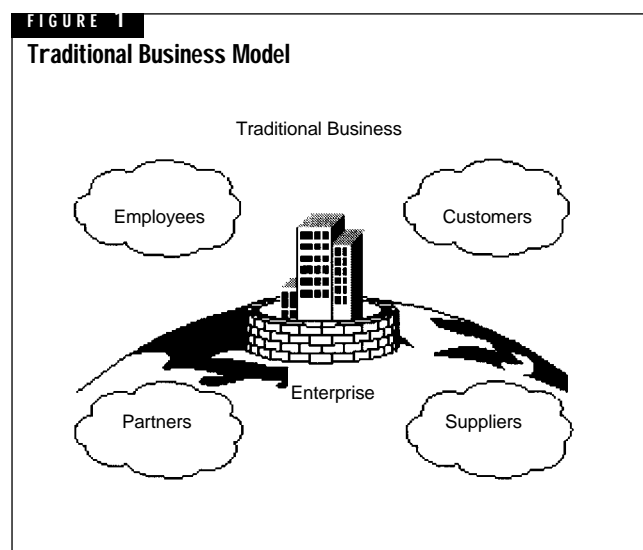 FIGURE 1
Traditional Business Model
Traditional Business
Employees
Customers
Enterprise
Partners
Suppliers